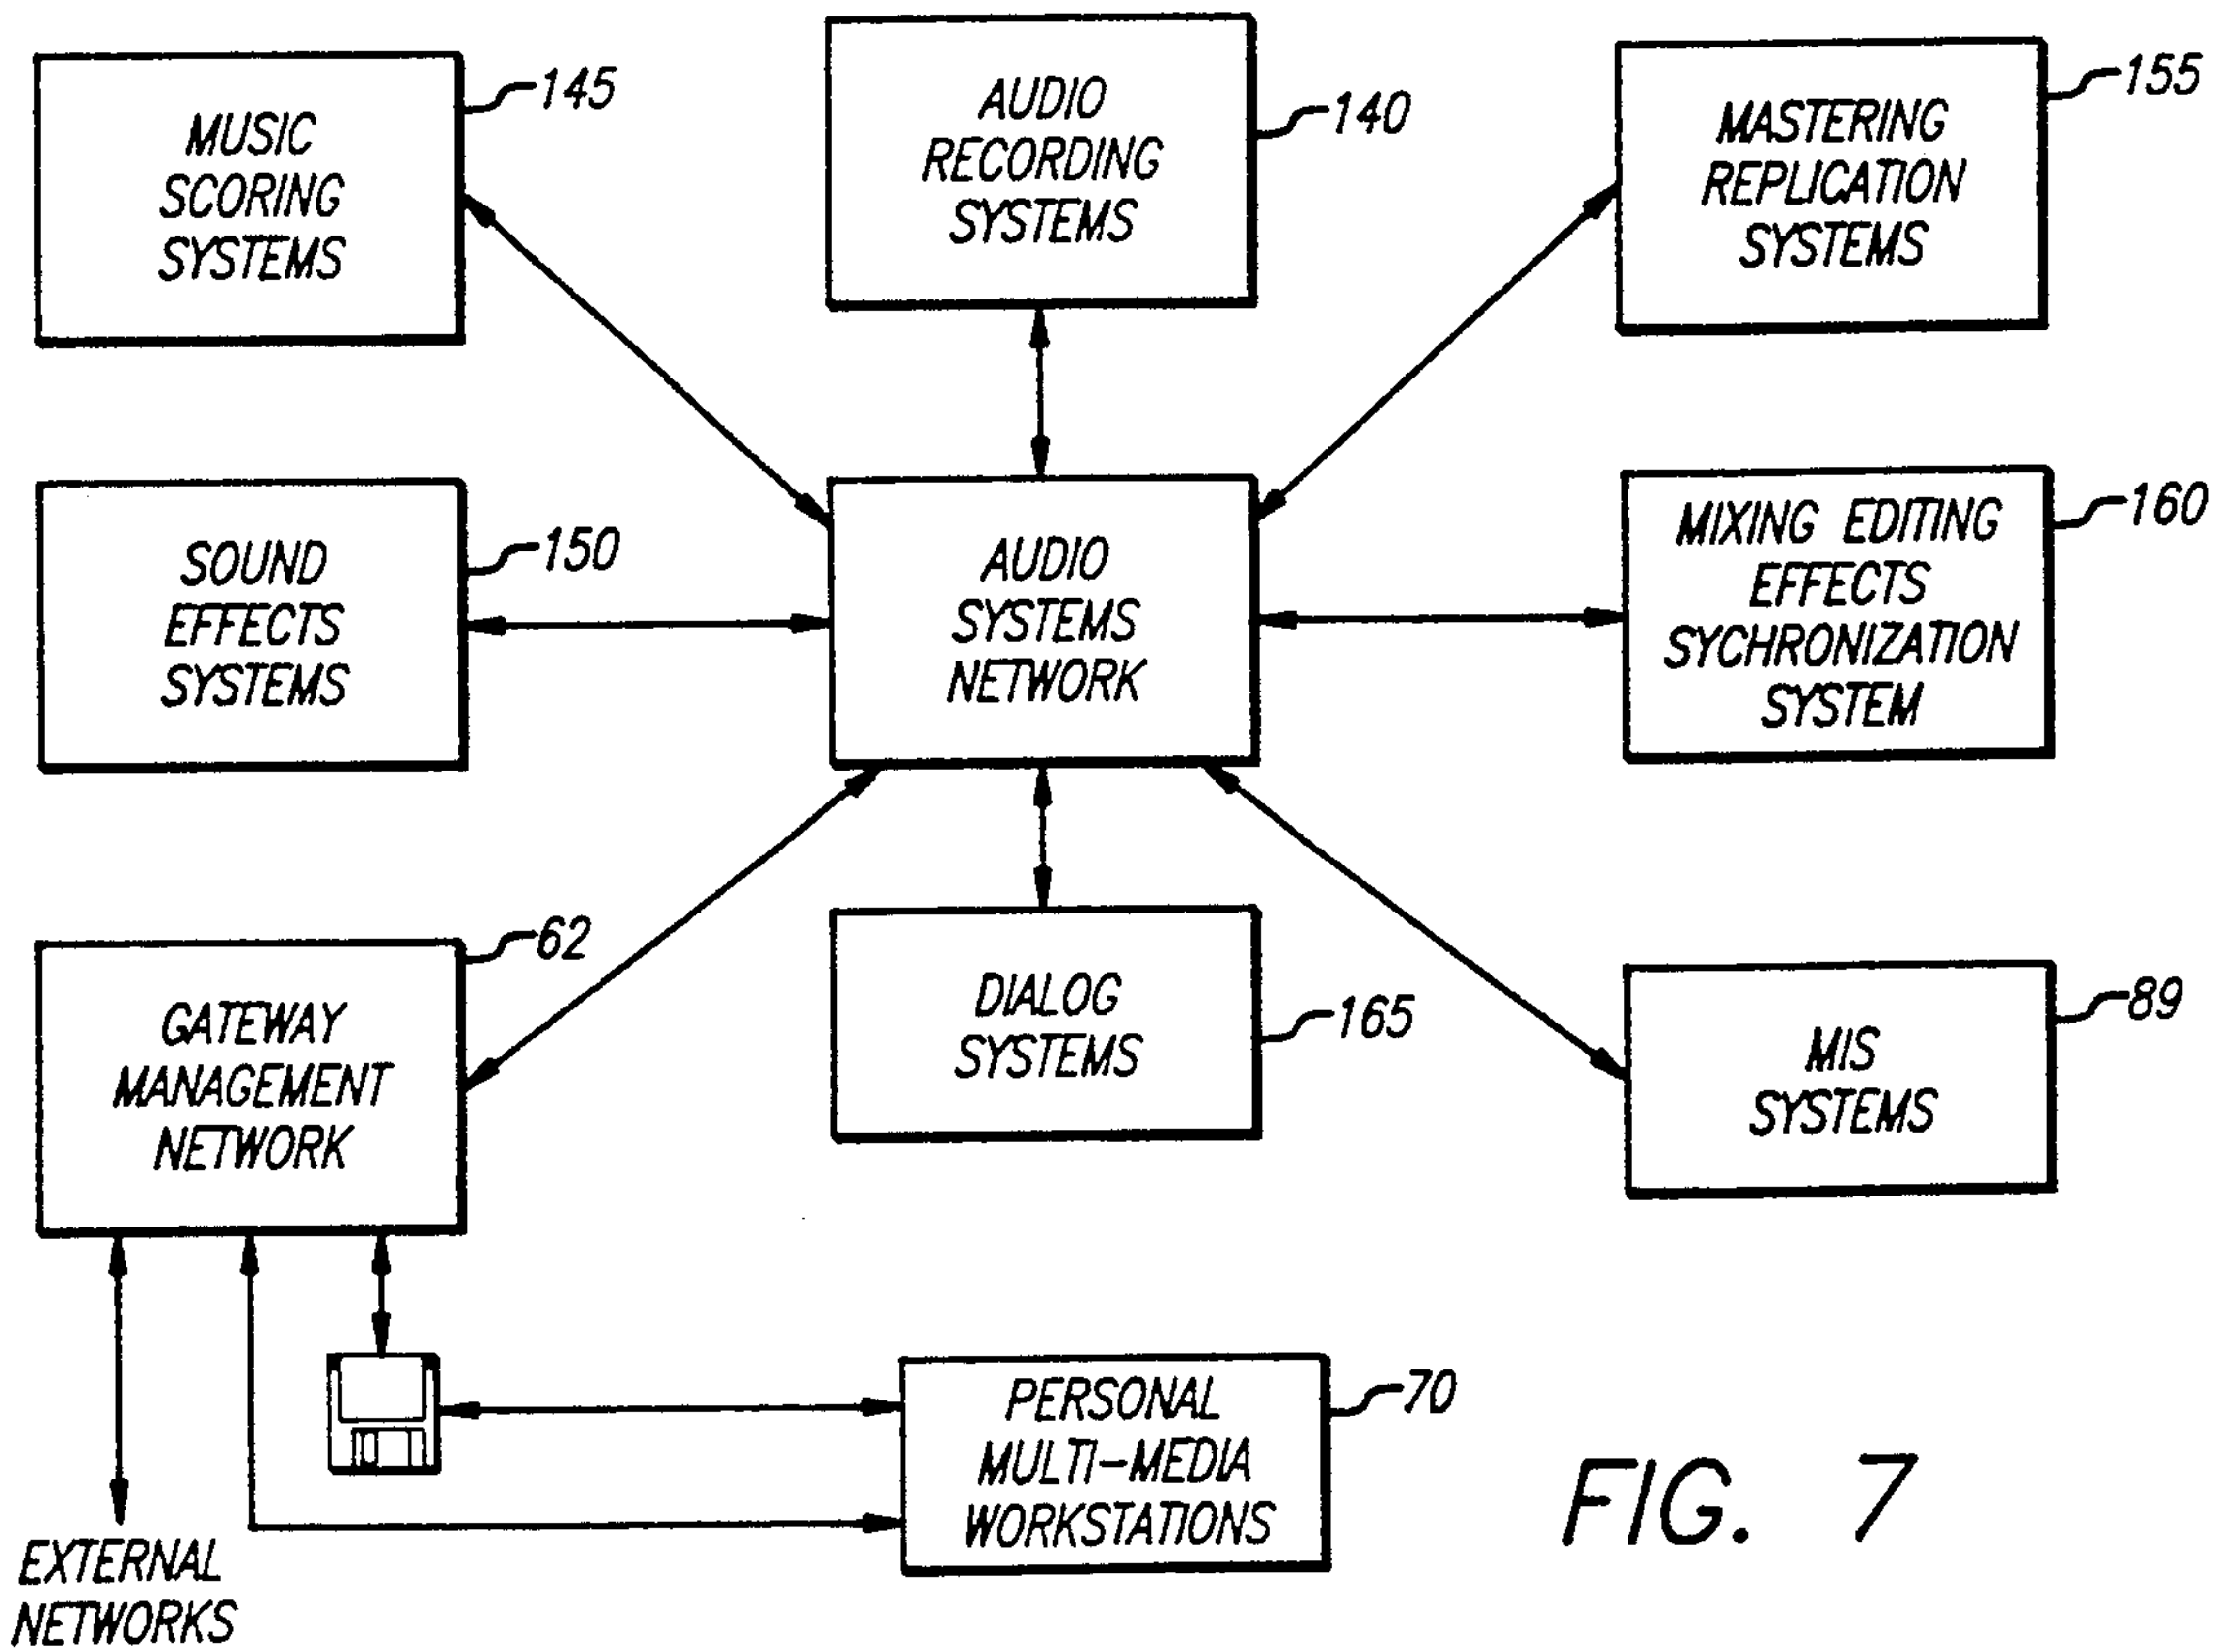 MUSIC
SCORING
SYSTEMS
145
AUDIO
RECORDING
SYSTEMS
140
MASTERING
REPLICATION
SYSTEMS
155
SOUND
EFFECTS
SYSTEMS
150
AUDIO
SYSTEMS
NETWORK
MIXING EDITING
EFFECTS
SYCHRONIZATION
SYSTEM
160
GATEWAY
MANAGEMENT
NETWORK
62
DIALOG
SYSTEMS
165
MIS
SYSTEMS
89
PERSONAL
MULTI-MEDIA
WORKSTATIONS
70
EXTERNAL
NETWORKS
FIG. 7